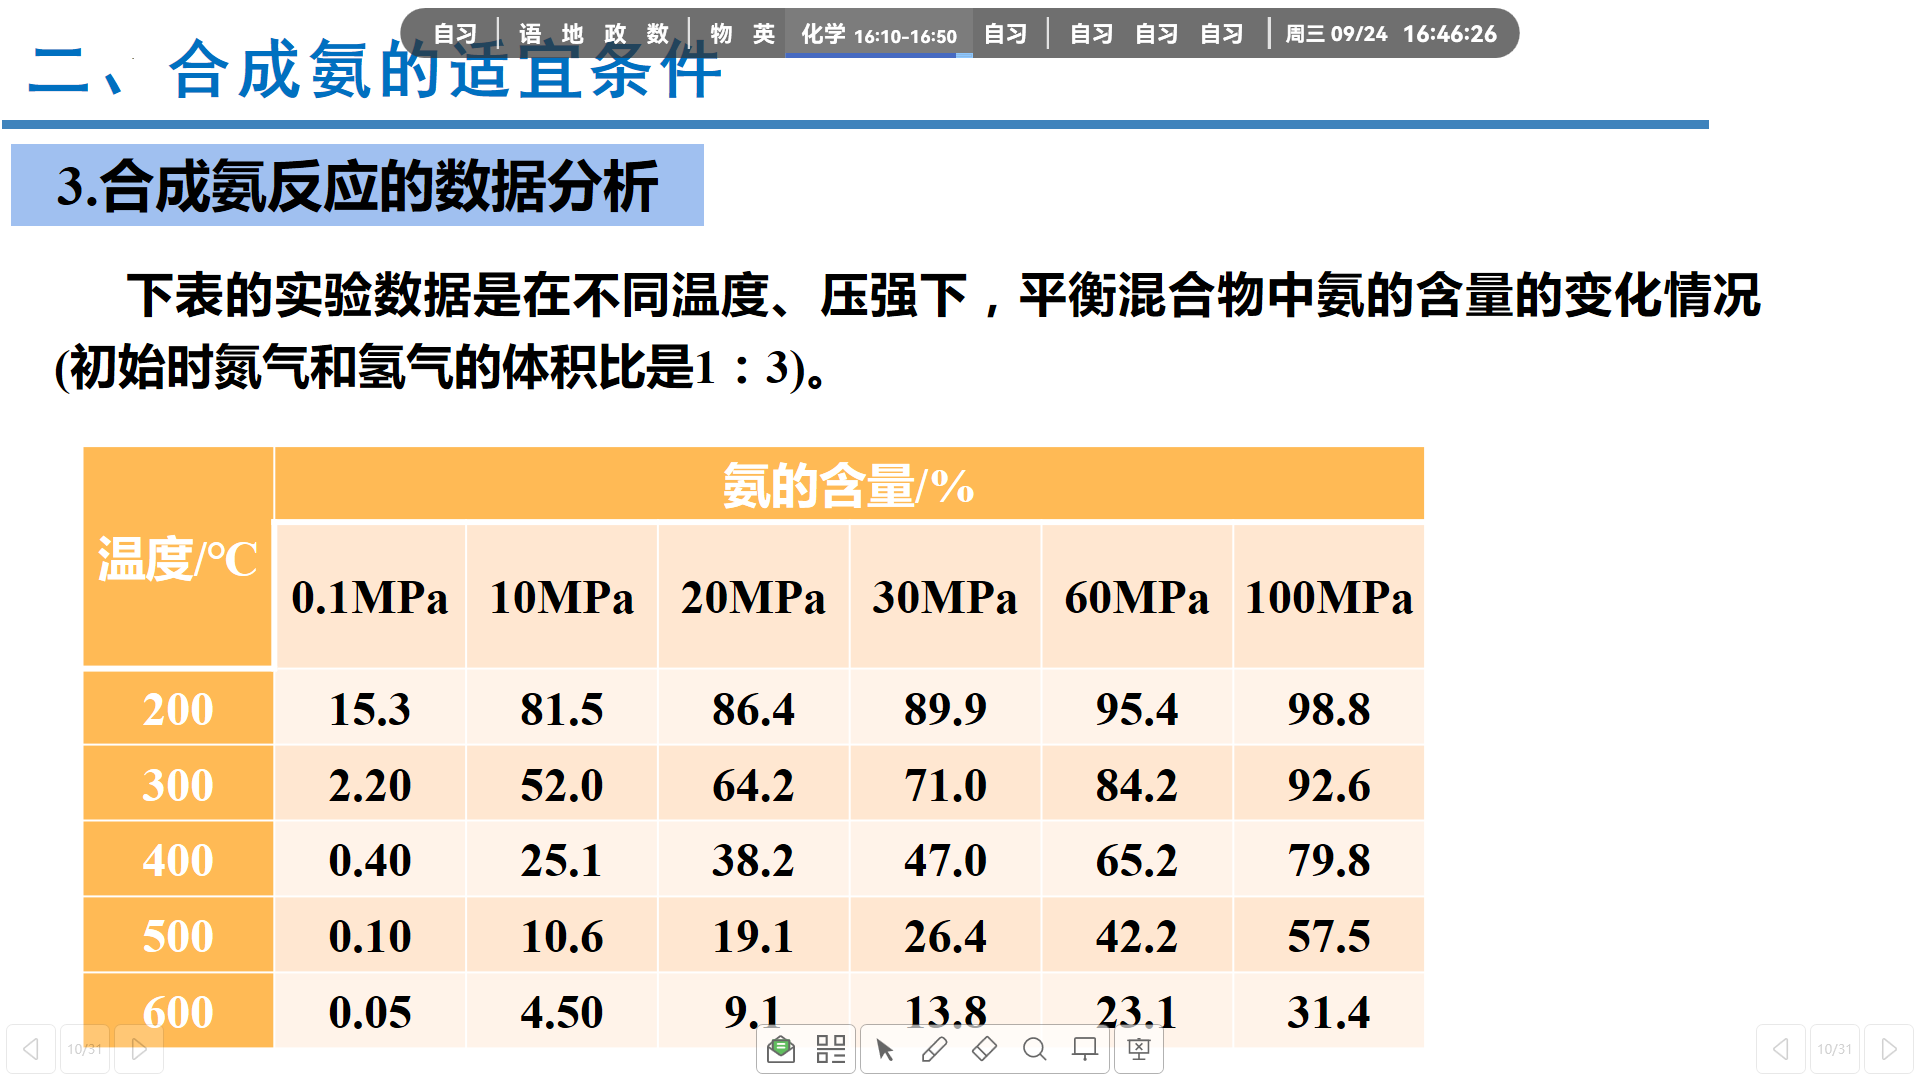 自习 | 语 地 政 数 | 物 英 化学 16:10-16:50 自习 | 自习 自习 自习 | 周三 09/24 16:46:26
二、合成氨的适宜条件
3.合成氨反应的数据分析
下表的实验数据是在不同温度、压强下，平衡混合物中氨的含量的变化情况
(初始时氮气和氢气的体积比是1：3)。
温度/°C 氨的含量/%
0.1MPa 10MPa 20MPa 30MPa 60MPa 100MPa
200 15.3 81.5 86.4 89.9 95.4 98.8
300 2.20 52.0 64.2 71.0 84.2 92.6
400 0.40 25.1 38.2 47.0 65.2 79.8
500 0.10 10.6 19.1 26.4 42.2 57.5
600 0.05 4.50 9.1 13.8 23.1 31.4
10/31 10/31